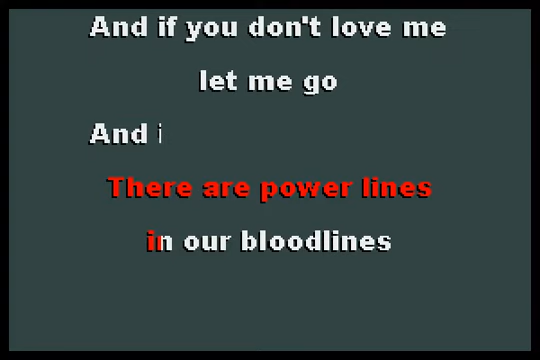 And if you don't love me
let me go
And i
There are power lines
in our bloodlines